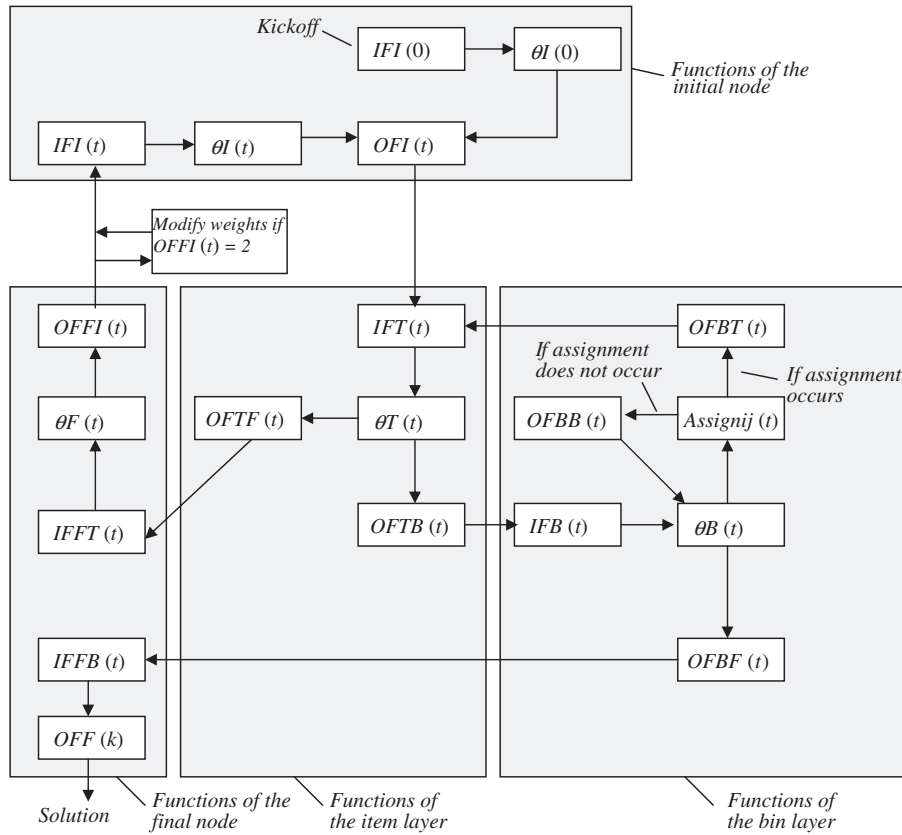 Kickoff
IFI (0)
θI (0)
Functions of the
initial node
IFI (t)
θI (t)
OFI (t)
Modify weights if
OFFI (t) = 2
OFFI (t)
IFT (t)
OFBT (t)
If assignment
does not occur
If assignment
occurs
θF (t)
OFTF (t)
θT (t)
OFBB (t)
Assignij (t)
IFFT (t)
OFTB (t)
IFB (t)
θB (t)
IFFB (t)
OFBF (t)
OFF (k)
Solution
Functions of the
final node
Functions of
the item layer
Functions of
the bin layer